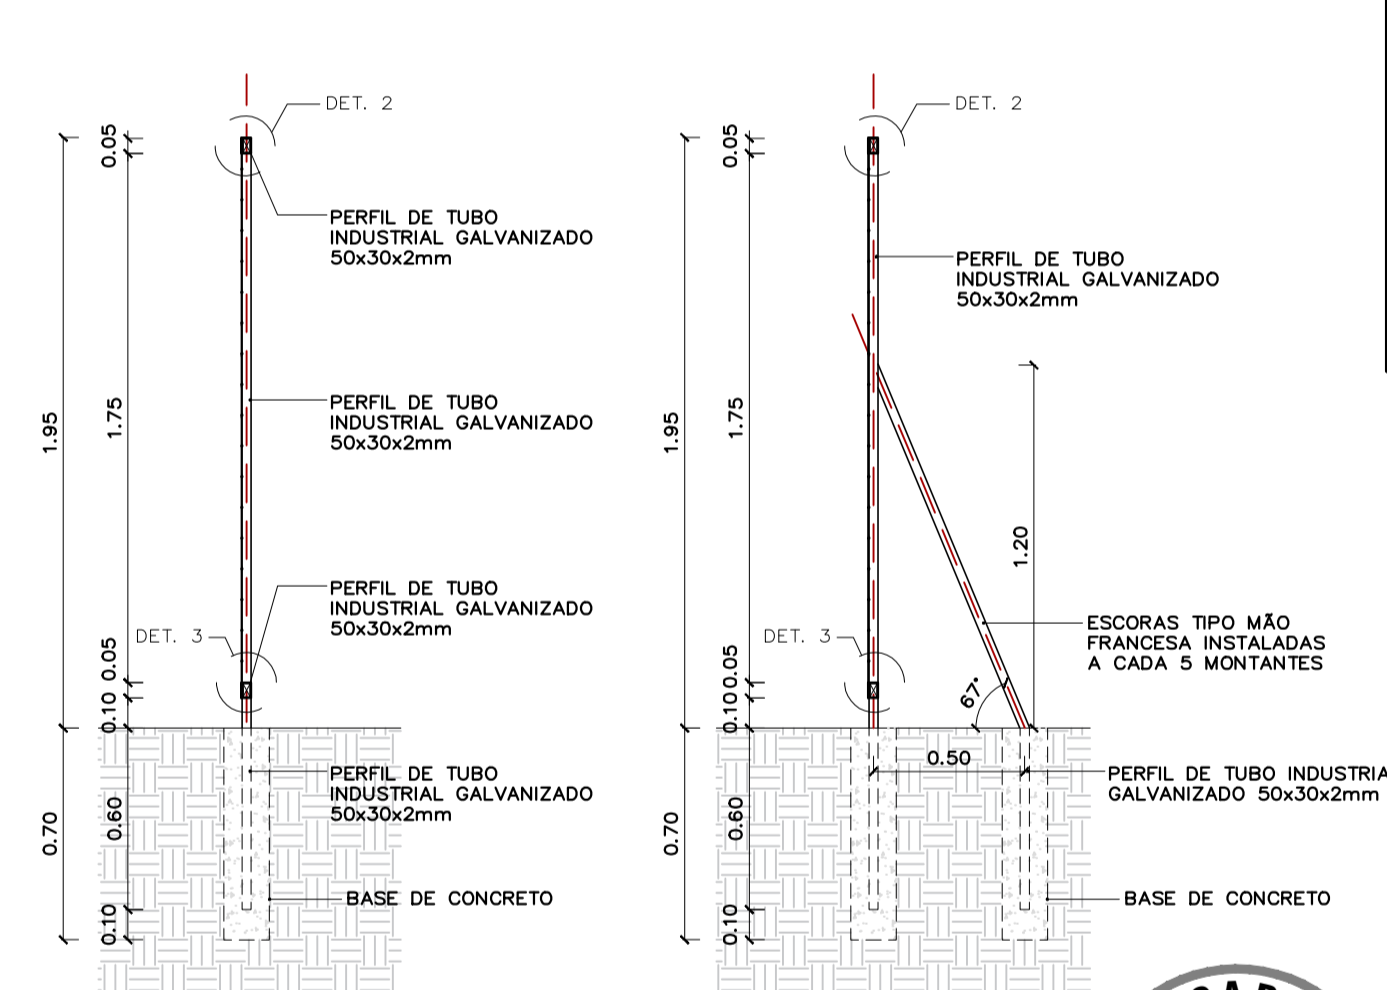 DET. 2
0.05
PERFIL DE TUBO
INDUSTRIAL GALVANIZADO
50x30x2mm
1.95
1.75
PERFIL DE TUBO
INDUSTRIAL GALVANIZADO
50x30x2mm
PERFIL DE TUBO
INDUSTRIAL GALVANIZADO
50x30x2mm
DET. 3
0.05
0.10
PERFIL DE TUBO
INDUSTRIAL GALVANIZADO
50x30x2mm
0.70
0.60
BASE DE CONCRETO
0.10
DET. 2
0.05
PERFIL DE TUBO
INDUSTRIAL GALVANIZADO
50x30x2mm
1.95
1.75
1.20
ESCORAS TIPO MÃO
FRANCESA INSTALADAS
A CADA 5 MONTANTES
DET. 3
0.05
0.10
67°
0.50
PERFIL DE TUBO INDUSTRIA
GALVANIZADO 50x30x2mm
0.70
0.60
BASE DE CONCRETO
0.10